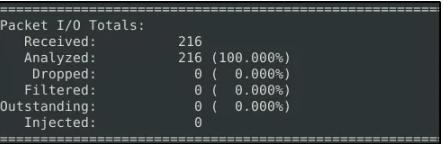 ===============================================================================
Packet I/O Totals:
   Received:          216
   Analyzed:          216 (100.000%)
    Dropped:            0 (  0.000%)
   Filtered:            0 (  0.000%)
Outstanding:            0 (  0.000%)
   Injected:            0
===============================================================================